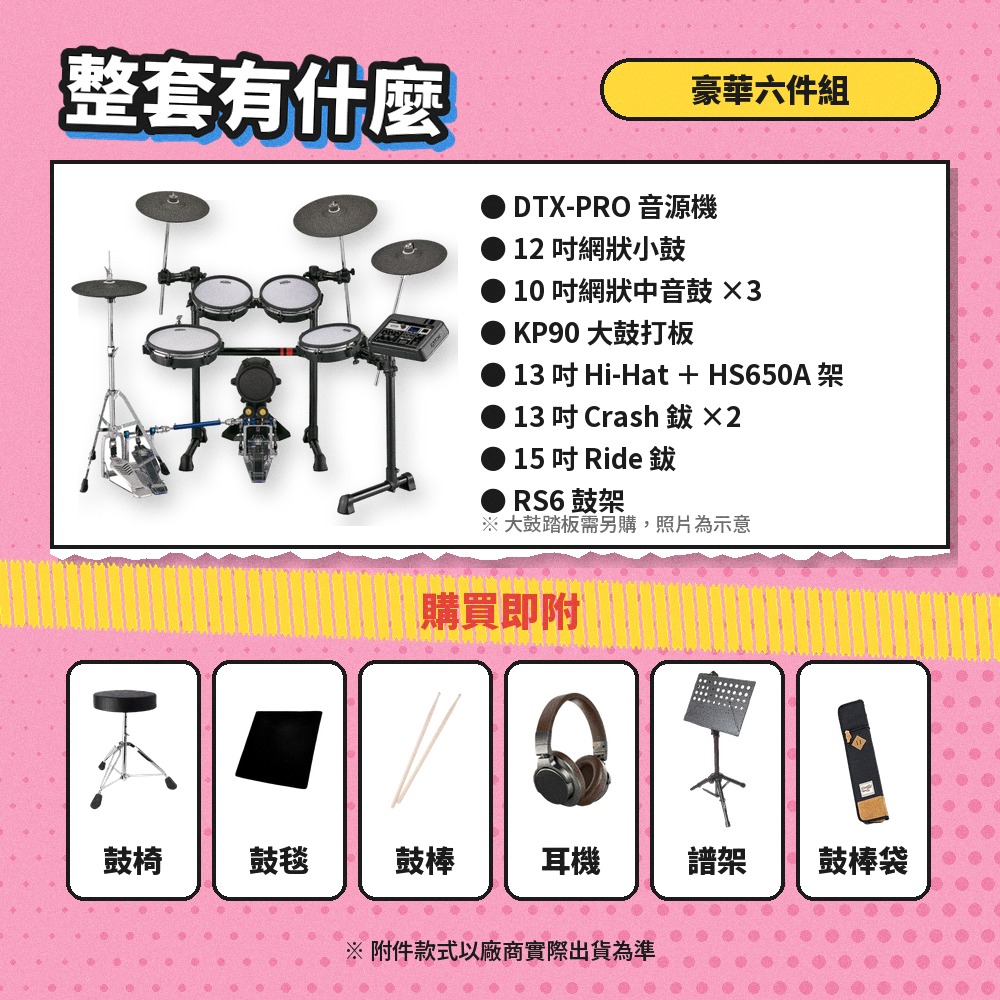 整套有什麼
豪華六件組
● DTX-PRO 音源機
● 12 吋網狀小鼓
● 10 吋網狀中音鼓 ×3
● KP90 大鼓打板
● 13 吋 Hi-Hat ＋ HS650A 架
● 13 吋 Crash 鈸 ×2
● 15 吋 Ride 鈸
● RS6 鼓架
※ 大鼓踏板需另購，照片為示意
購買即附
鼓椅
鼓毯
鼓棒
耳機
譜架
鼓棒袋
※ 附件款式以廠商實際出貨為準